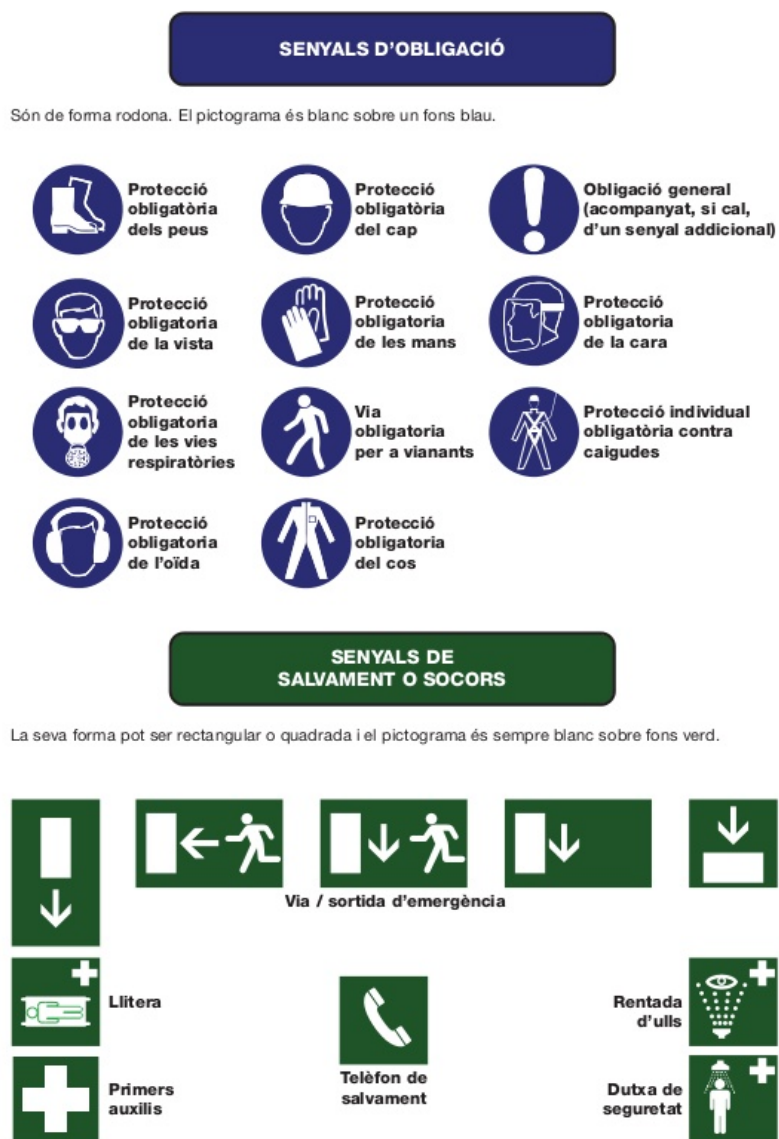 SENYALS D'OBLIGACIÓ
Són de forma rodona. El pictograma és blanc sobre un fons blau.
Protecció
obligatòria
dels peus
Protecció
obligatòria
del cap
Obligació general
(acompanyat, si cal,
d'un senyal addicional)
Protecció
obligatoria
de la vista
Protecció
obligatoria
de les mans
Protecció
obligatoria
de la cara
Protecció
obligatoria
de les vies
respiratòries
Via
obligatoria
per a vianants
Protecció individual
obligatòria contra
caigudes
Protecció
obligatoria
de l'oïda
Protecció
obligatoria
del cos
SENYALS DE
SALVAMENT O SOCORS
La seva forma pot ser rectangular o quadrada i el pictograma és sempre blanc sobre fons verd.
Via / sortida d'emergència
Llitera
Telèfon de
salvament
Rentada
d'ulls
Primers
auxilis
Dutxa de
seguretat